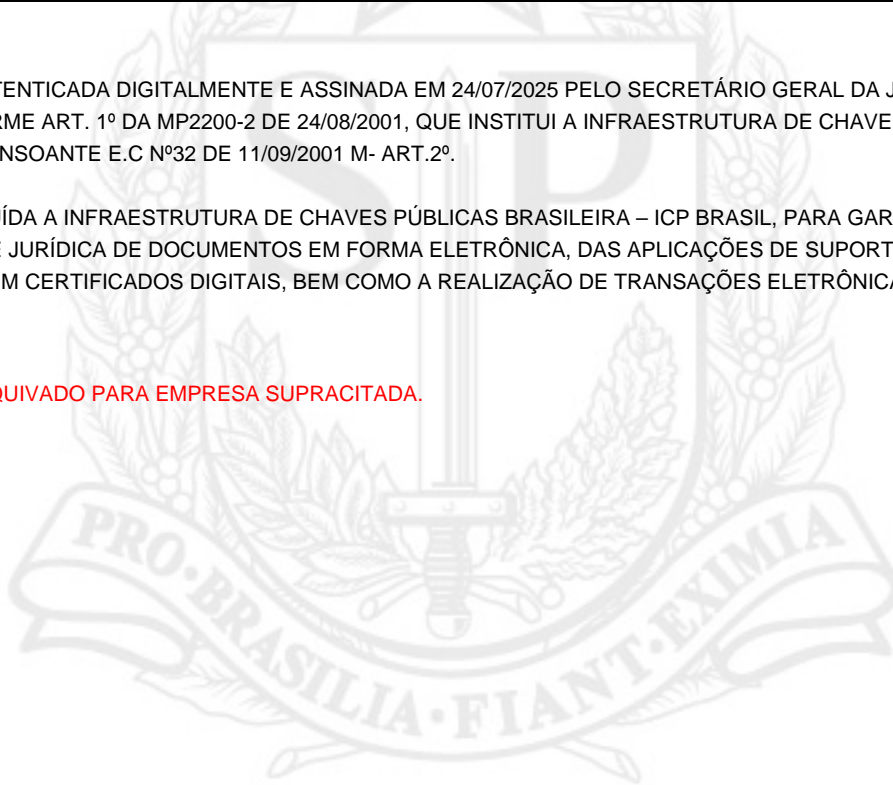 TENTICADA DIGITALMENTE E ASSINADA EM 24/07/2025 PELO SECRETÁRIO GERAL DA J
RME ART. 1º DA MP2200-2 DE 24/08/2001, QUE INSTITUI A INFRAESTRUTURA DE CHAVE
NSOANTE E.C Nº32 DE 11/09/2001 M- ART.2º.
UÍDA A INFRAESTRUTURA DE CHAVES PÚBLICAS BRASILEIRA – ICP BRASIL, PARA GAR
E JURÍDICA DE DOCUMENTOS EM FORMA ELETRÔNICA, DAS APLICAÇÕES DE SUPORT
M CERTIFICADOS DIGITAIS, BEM COMO A REALIZAÇÃO DE TRANSAÇÕES ELETRÔNICA
QUIVADO PARA EMPRESA SUPRACITADA.
SP
PRO·BRASILIA·FIANT·EXIMIA